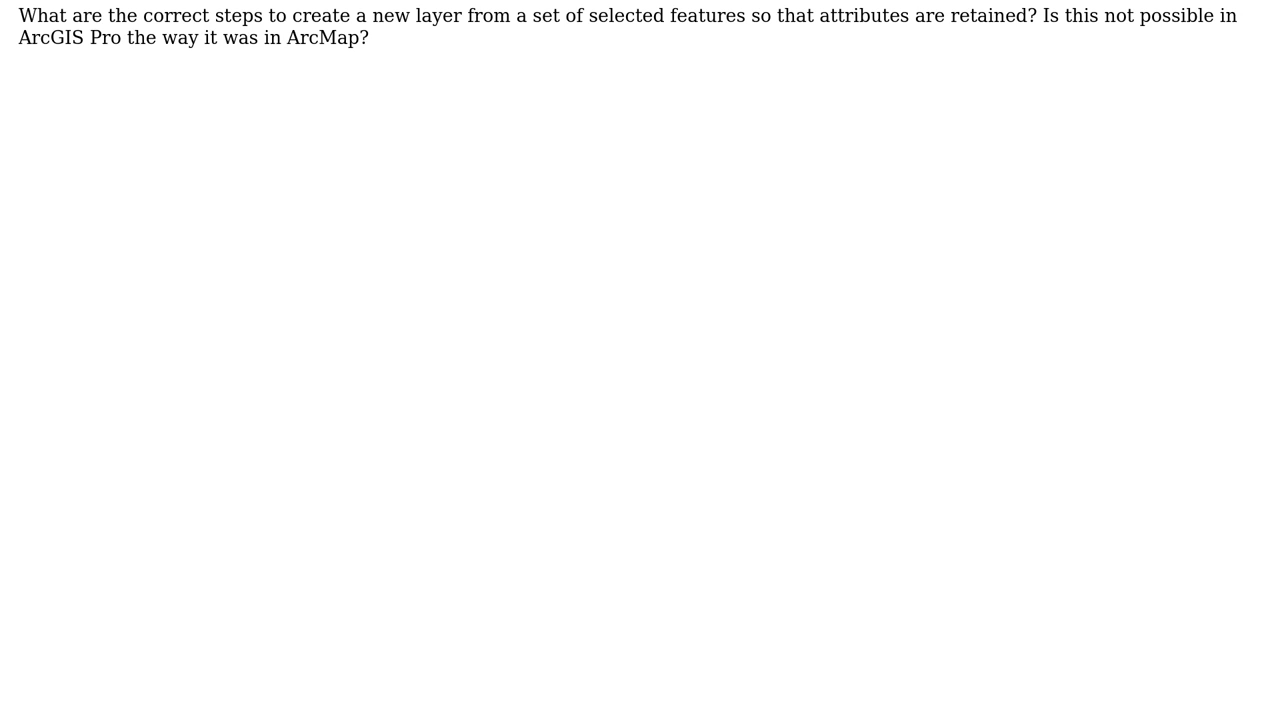 What are the correct steps to create a new layer from a set of selected features so that attributes are retained? Is this not possible in
ArcGIS Pro the way it was in ArcMap?